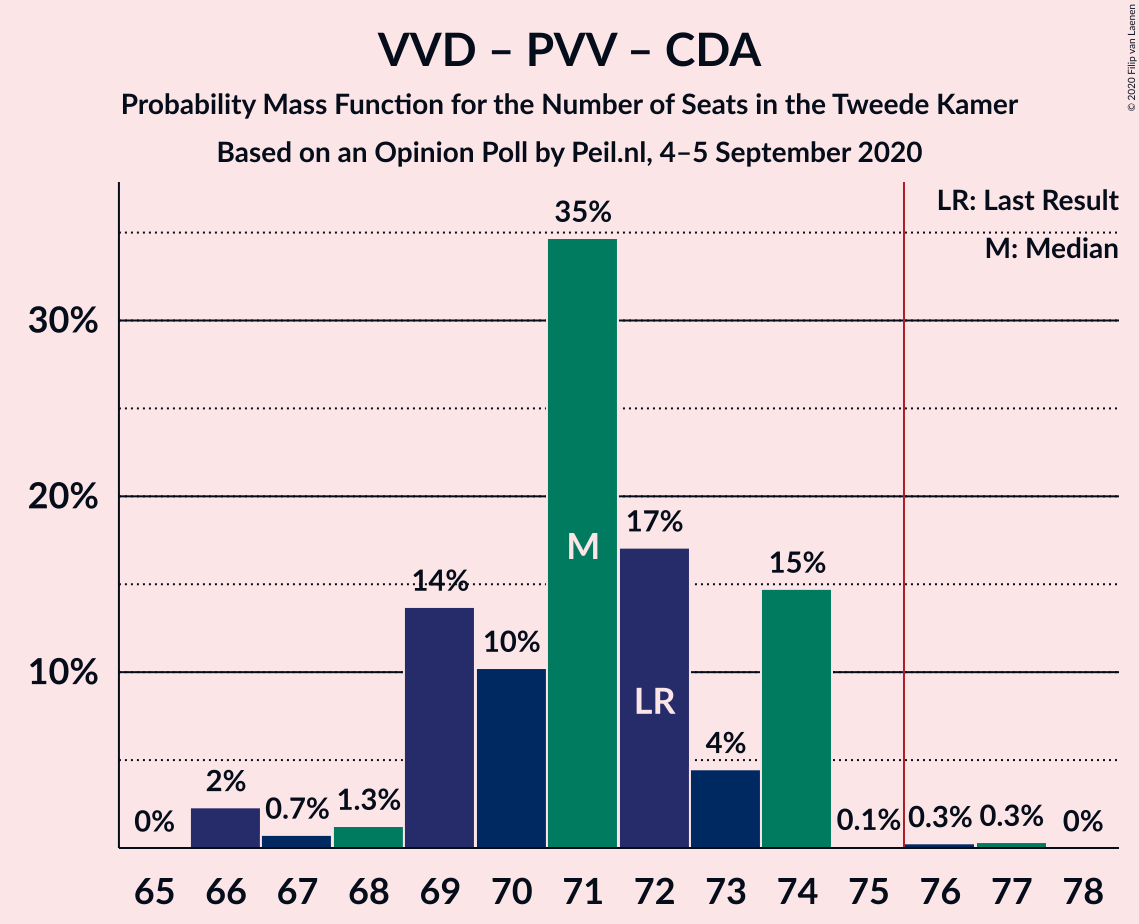 VVD – PVV – CDA
Probability Mass Function for the Number of Seats in the Tweede Kamer
Based on an Opinion Poll by Peil.nl, 4–5 September 2020
© 2020 Filip van Laenen
LR: Last Result
M: Median
30%
20%
10%
0%
2%
0.7%
1.3%
14%
10%
35%
17%
4%
15%
0.1%
0.3%
0.3%
0%
M
LR
65 66 67 68 69 70 71 72 73 74 75 76 77 78